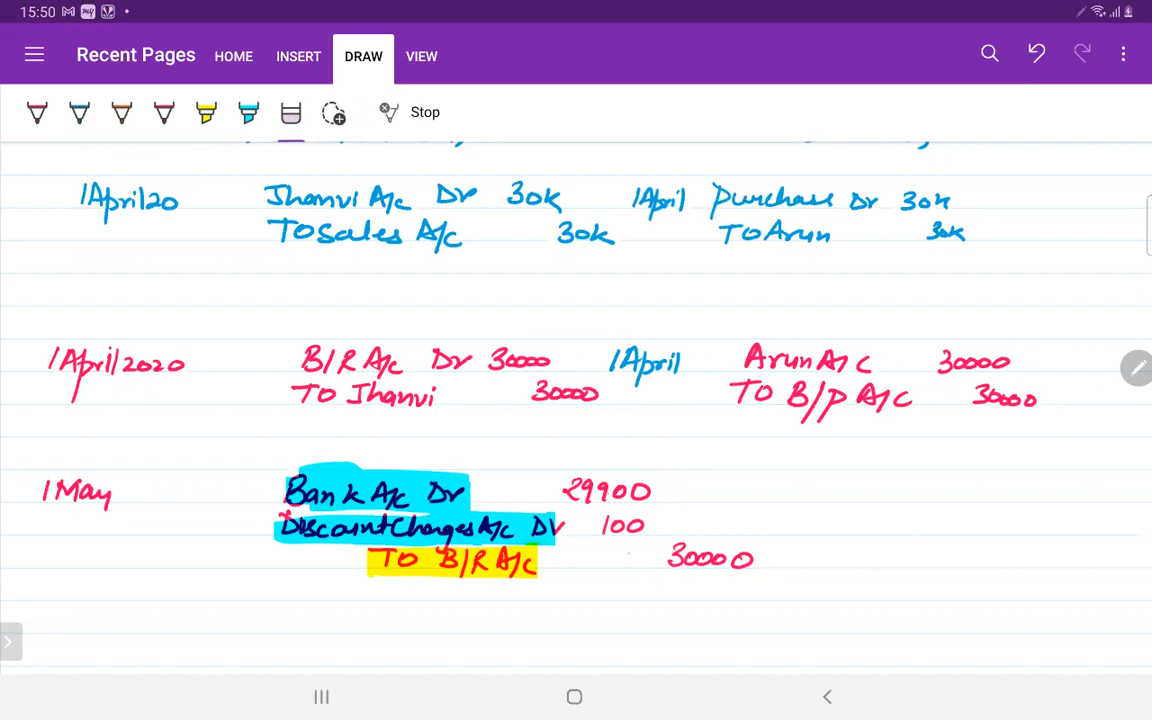 15:50
Recent Pages HOME INSERT DRAW VIEW
Stop
1April20 Jhanvi A/c Dr 30K 1April Purchase Dr 30K
To Sales A/c 30K To Arun 30K
1April2020 B/R A/c Dr 30000 1April Arun A/c 30000
To Jhanvi 30000 To B/P A/c 30000
1May Bank A/c Dr 29900
Discount Charges A/c Dr 100
To B/R A/c 30000